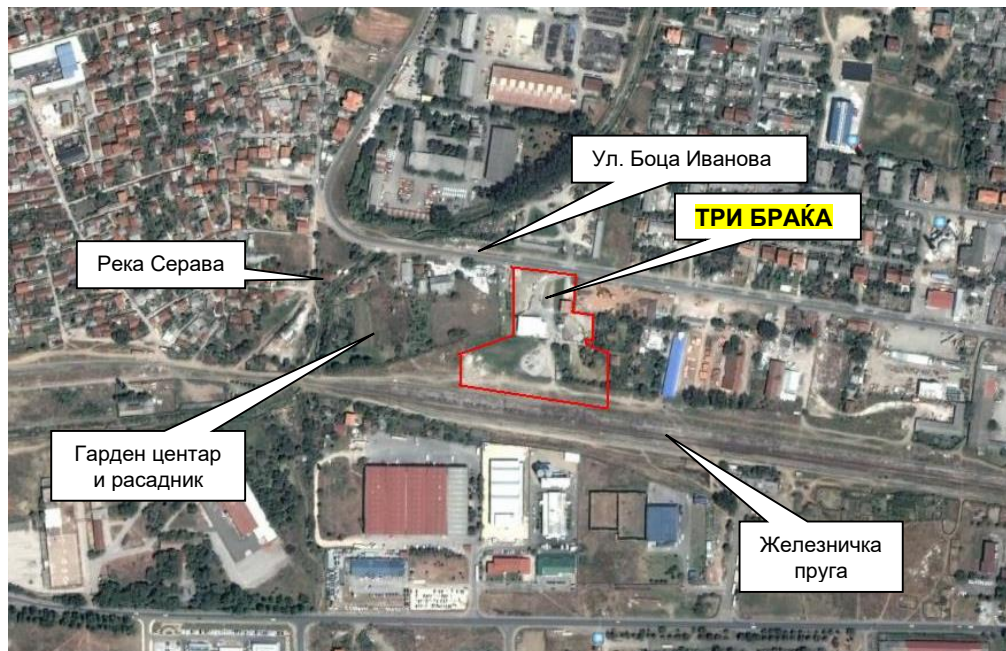 Ул. Боца Иванова
ТРИ БРАЌА
Река Серава
Гарден центар
и расадник
Железничка
пруга